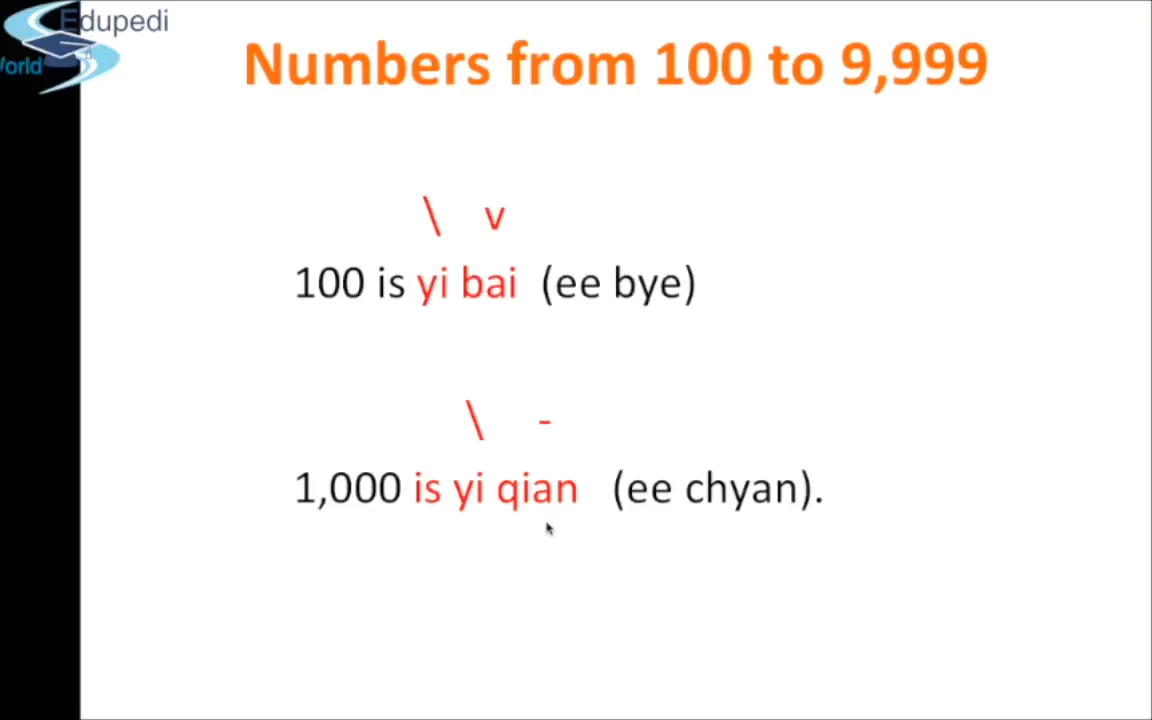 Edupedi
World
Numbers from 100 to 9,999
\ v
100 is yi bai (ee bye)
\ -
1,000 is yi qian (ee chyan).